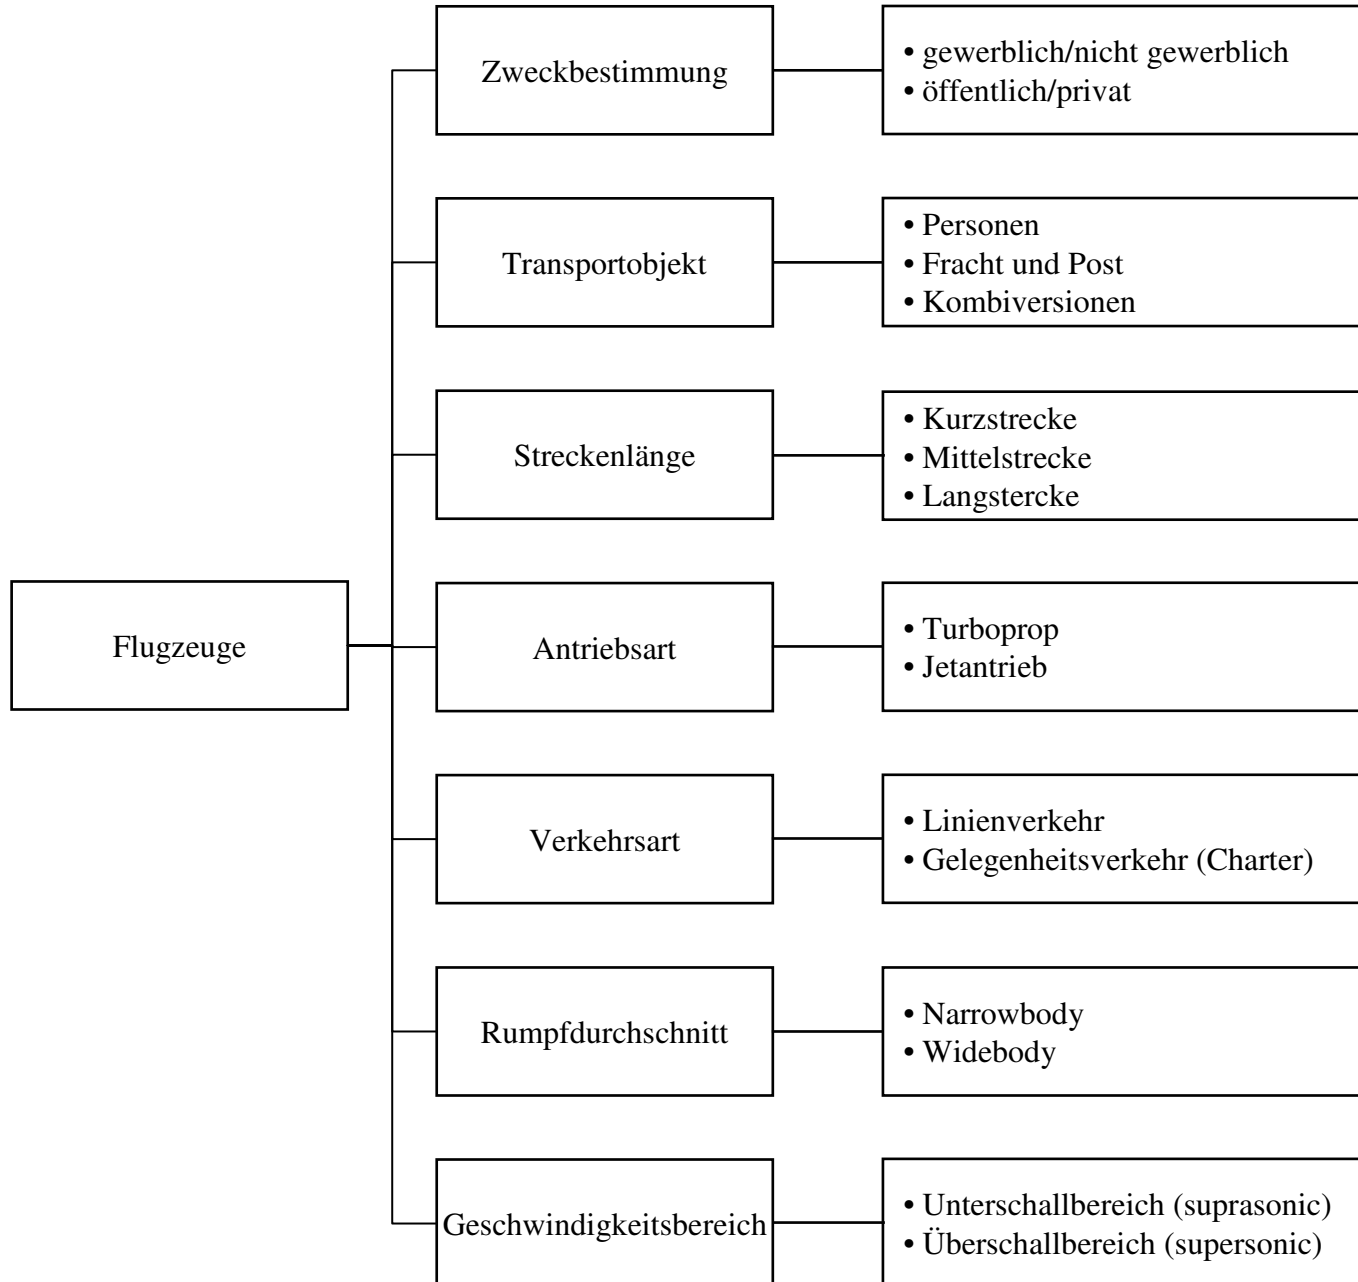 Zweckbestimmung
• gewerblich/nicht gewerblich
• öffentlich/privat
Transportobjekt
• Personen
• Fracht und Post
• Kombiversionen
Streckenlänge
• Kurzstrecke
• Mittelstrecke
• Langstercke
Flugzeuge
Antriebsart
• Turboprop
• Jetantrieb
Verkehrsart
• Linienverkehr
• Gelegenheitsverkehr (Charter)
Rumpfdurchschnitt
• Narrowbody
• Widebody
Geschwindigkeitsbereich
• Unterschallbereich (suprasonic)
• Überschallbereich (supersonic)